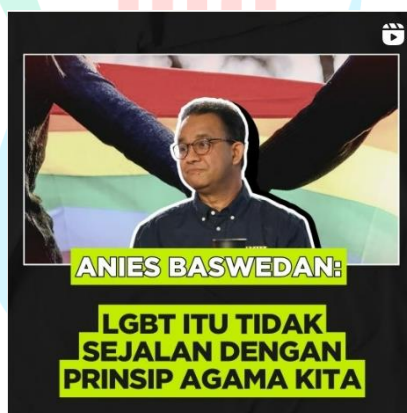 ANIES BASWEDAN:
LGBT ITU TIDAK
SEJALAN DENGAN
PRINSIP AGAMA KITA